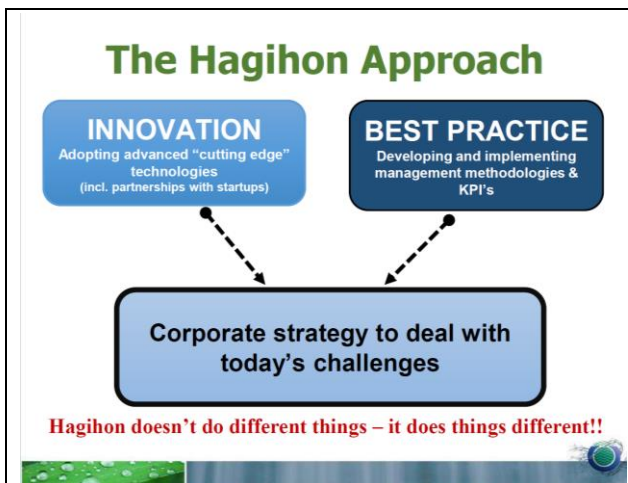 The Hagihon Approach
INNOVATION
Adopting advanced “cutting edge”
technologies
(incl. partnerships with startups)
BEST PRACTICE
Developing and implementing
management methodologies &
KPI's
Corporate strategy to deal with
today's challenges
Hagihon doesn't do different things – it does things different!!